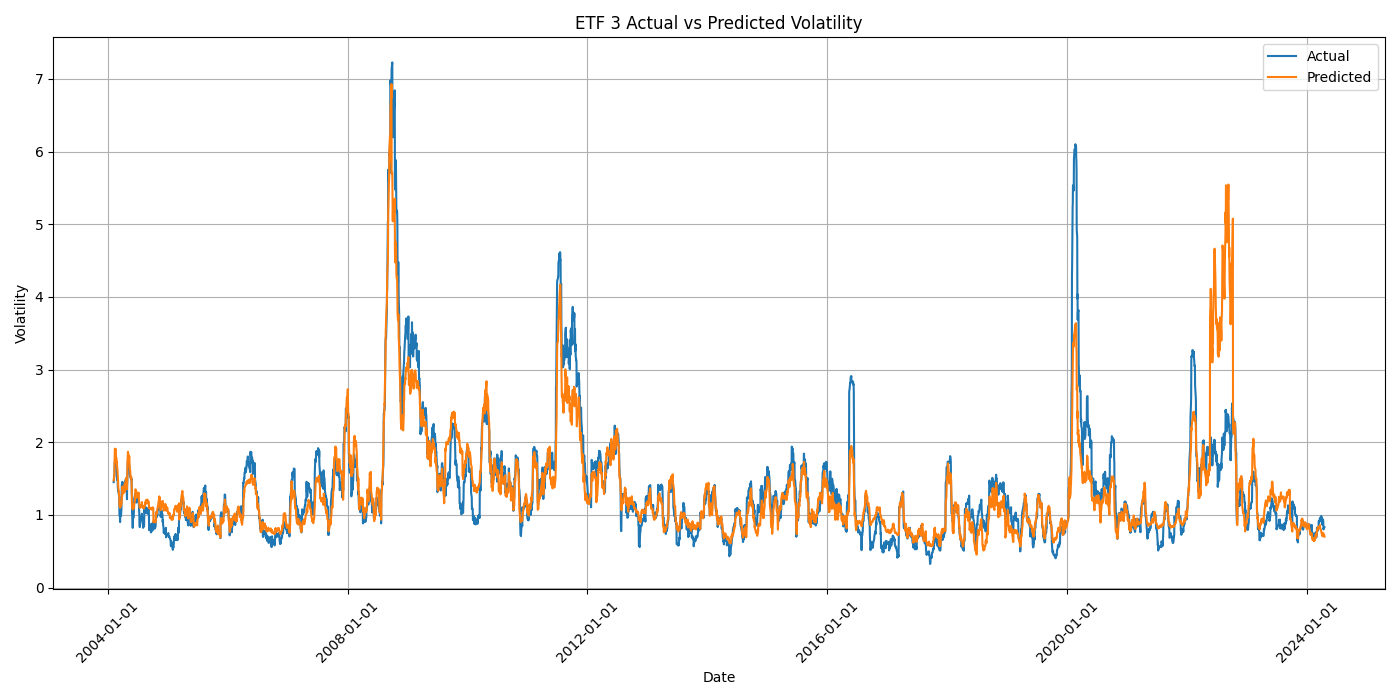 ETF 3 Actual vs Predicted Volatility
Actual
Predicted
7
6
5
4
3
2
1
0
Volatility
2004-01-01
2008-01-01
2012-01-01
2016-01-01
2020-01-01
2024-01-01
Date